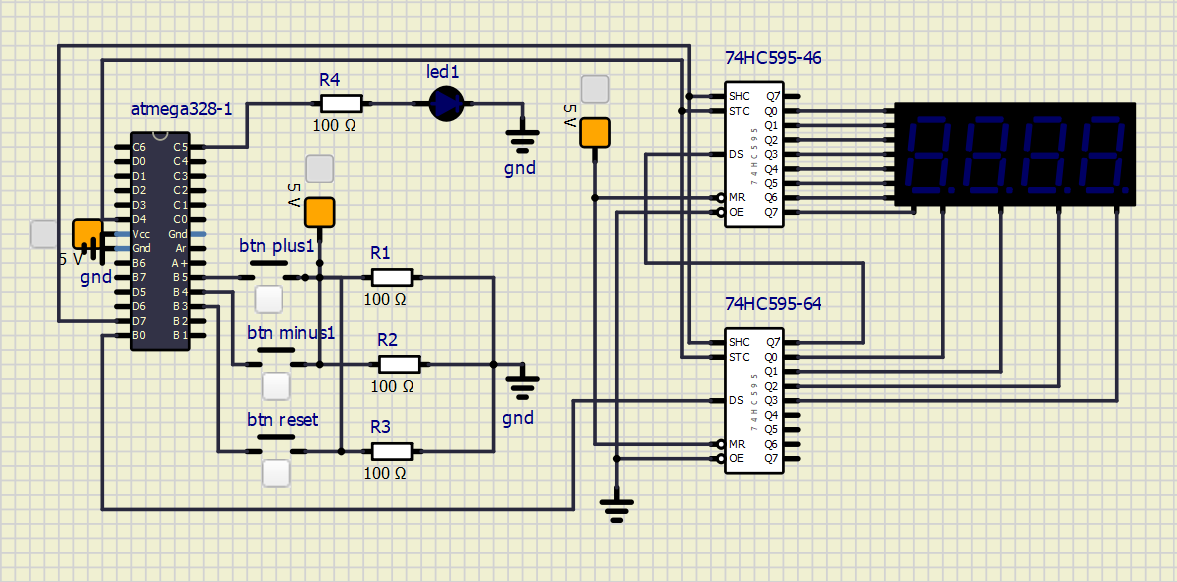 74HC595-46
R4
led1
100 Ω
gnd
5 V
SHC Q7
STC Q0
Q1
Q2
DS Q3
Q4
Q5
MR Q6
OE Q7
74HC595
atmega328-1
C6 C5
D0 C4
D1 C3
D2 C2
D3 C1
D4 C0
Vcc Gnd
Gnd Ar
B6 A+
B7 B5
D5 B4
D6 B3
D7 B2
B0 B1
5 V
gnd
5 V
btn plus1
R1
100 Ω
btn minus1
R2
100 Ω
btn reset
R3
100 Ω
gnd
74HC595-64
SHC Q7
STC Q0
Q1
Q2
DS Q3
Q4
Q5
MR Q6
OE Q7
74HC595